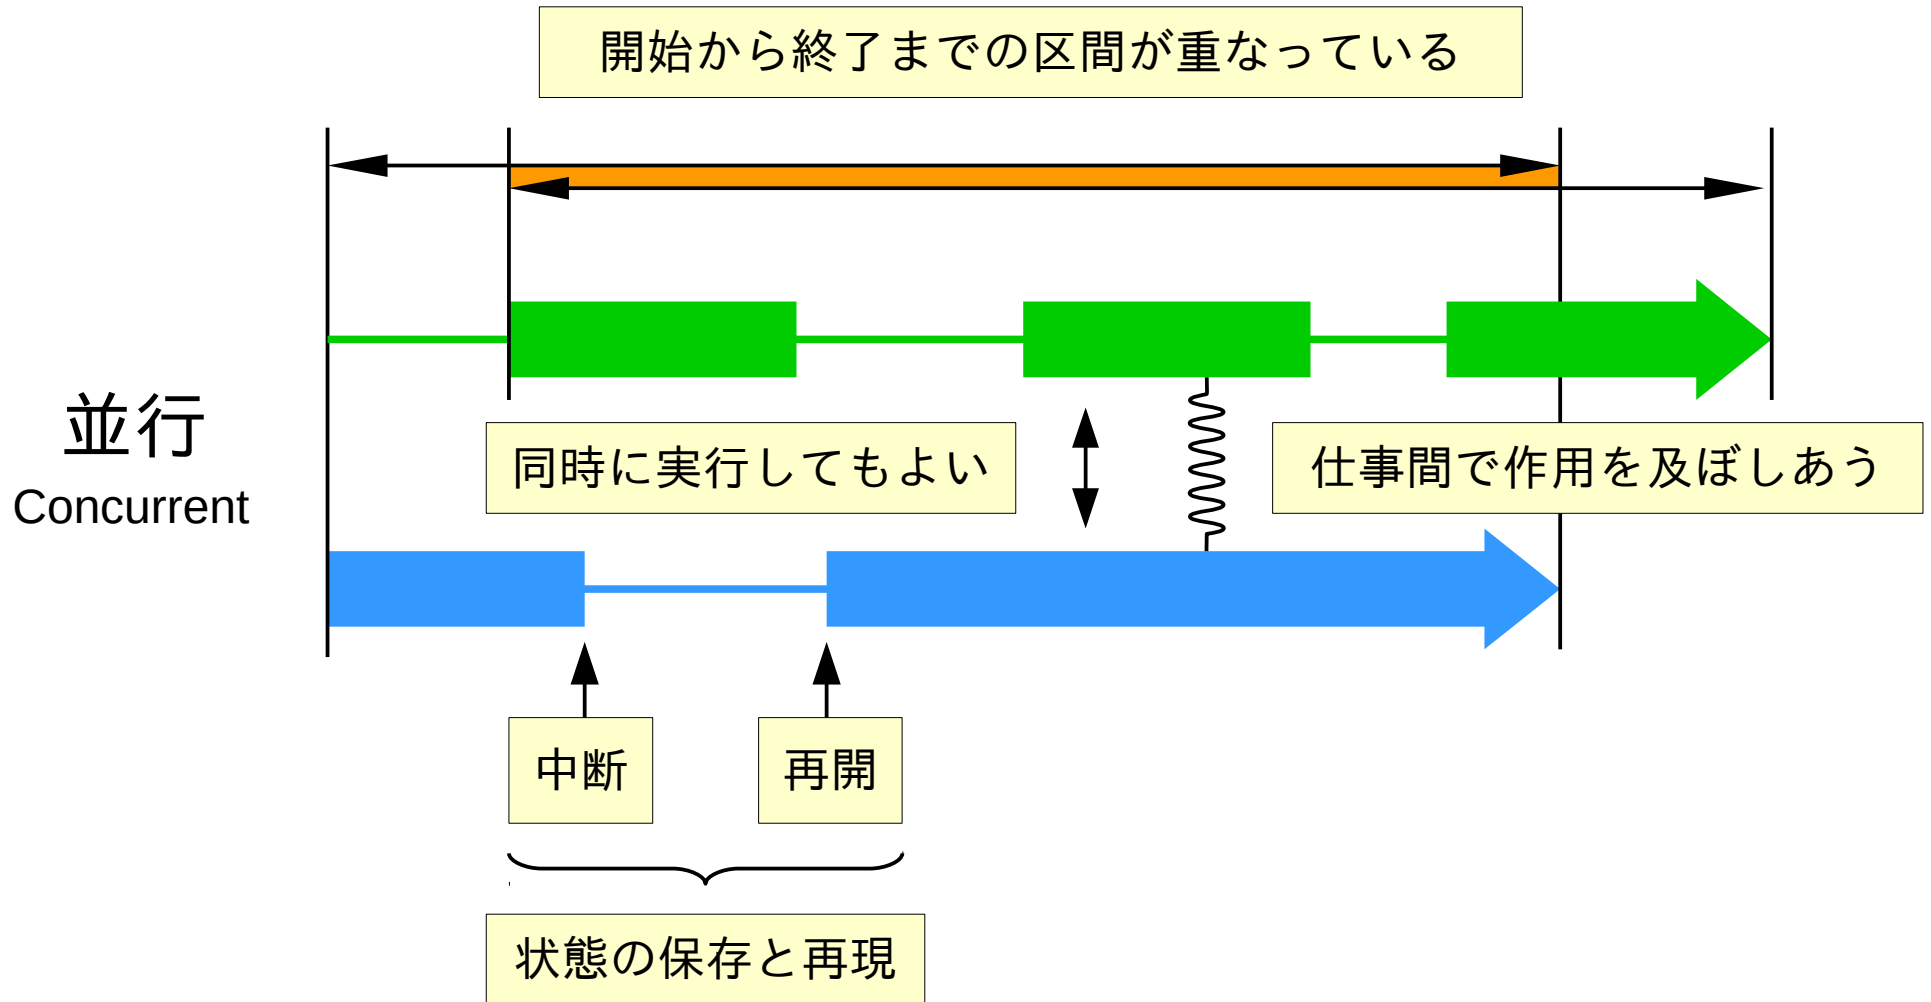 開始から終了までの区間が重なっている
並行
Concurrent
同時に実行してもよい
仕事間で作用を及ぼしあう
中断
再開
状態の保存と再現